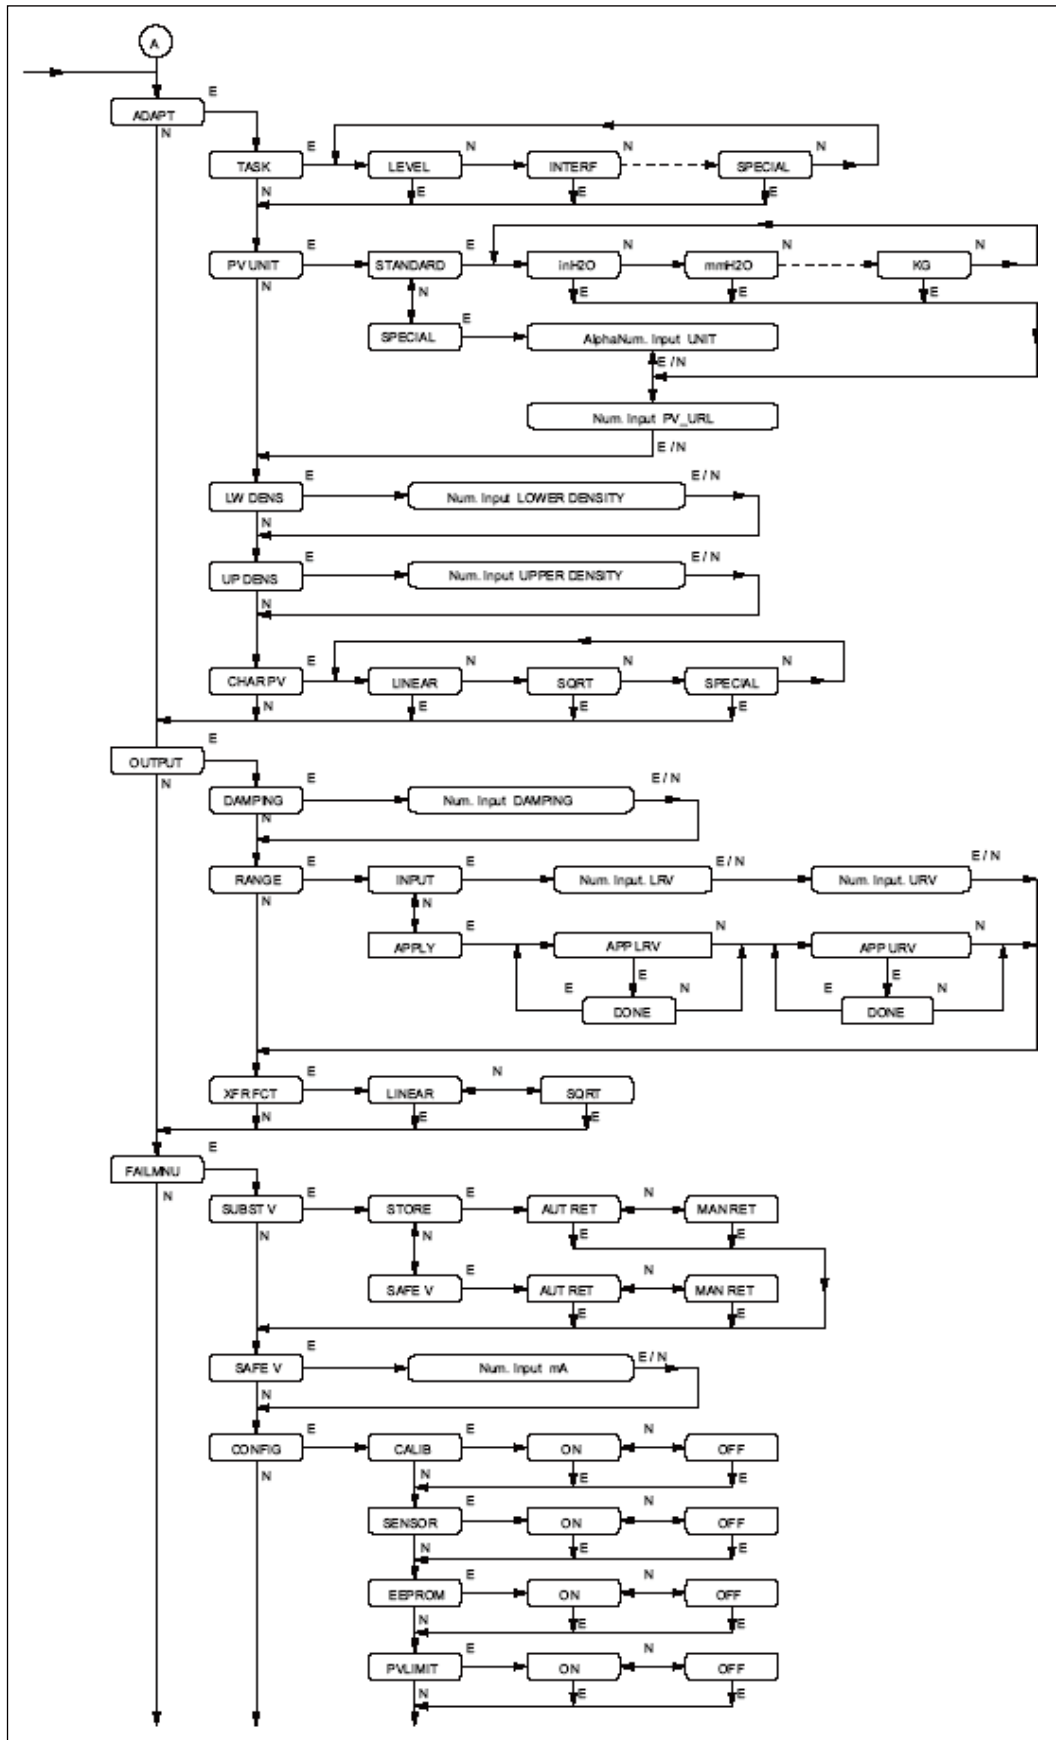 A
E
ADAPT
N
E N N N
TASK LEVEL INTERF SPECIAL
N E E E
E E N N N
PV UNIT STANDARD inH2O mmH2O KG
N N E E E
E
SPECIAL AlphaNum. Input UNIT
E / N
Num. Input PV_URL
E / N
E E / N
LW DENS Num. Input LOWER DENSITY
N
E E / N
UP DENS Num. Input UPPER DENSITY
N
E N N N
CHAR PV LINEAR SQRT SPECIAL
N E E E
E
OUTPUT
N
E E / N
DAMPING Num. Input DAMPING
N
E E E / N E / N
RANGE INPUT Num. Input. LRV Num. Input. URV
N N
E N N
APPLY APP LRV APP URV
E E
E N E N
DONE DONE
E N
XFR FCT LINEAR SQRT
N E E
E
FAILMNU
N
E E N
SUBST V STORE AUT RET MAN RET
N N E E
E N
SAFE V AUT RET MAN RET
E E
E E / N
SAFE V Num. Input mA
N
E E N
CONFIG CALIB ON OFF
N N E E
E N
SENSOR ON OFF
N E E
E N
EEPROM ON OFF
N E E
E N
PVLIMIT ON OFF
N E E